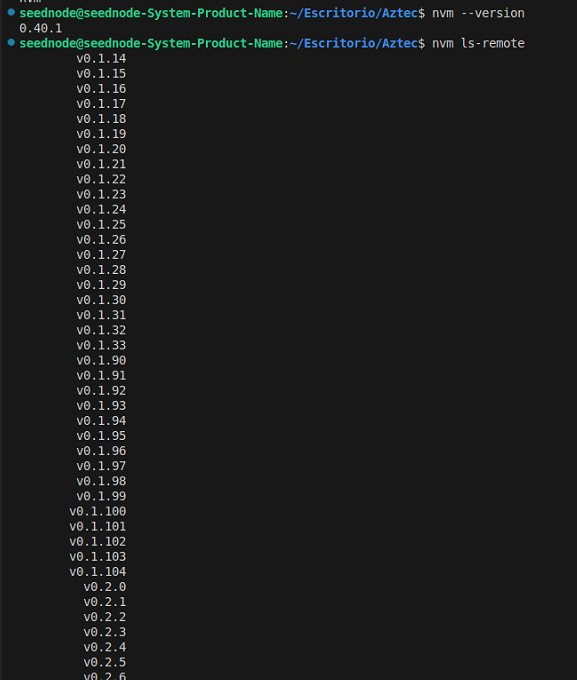 nvm
seednode@seednode-System-Product-Name:~/Escritorio/Aztec$ nvm --version
0.40.1
seednode@seednode-System-Product-Name:~/Escritorio/Aztec$ nvm ls-remote
v0.1.14
v0.1.15
v0.1.16
v0.1.17
v0.1.18
v0.1.19
v0.1.20
v0.1.21
v0.1.22
v0.1.23
v0.1.24
v0.1.25
v0.1.26
v0.1.27
v0.1.28
v0.1.29
v0.1.30
v0.1.31
v0.1.32
v0.1.33
v0.1.90
v0.1.91
v0.1.92
v0.1.93
v0.1.94
v0.1.95
v0.1.96
v0.1.97
v0.1.98
v0.1.99
v0.1.100
v0.1.101
v0.1.102
v0.1.103
v0.1.104
v0.2.0
v0.2.1
v0.2.2
v0.2.3
v0.2.4
v0.2.5
v0.2.6